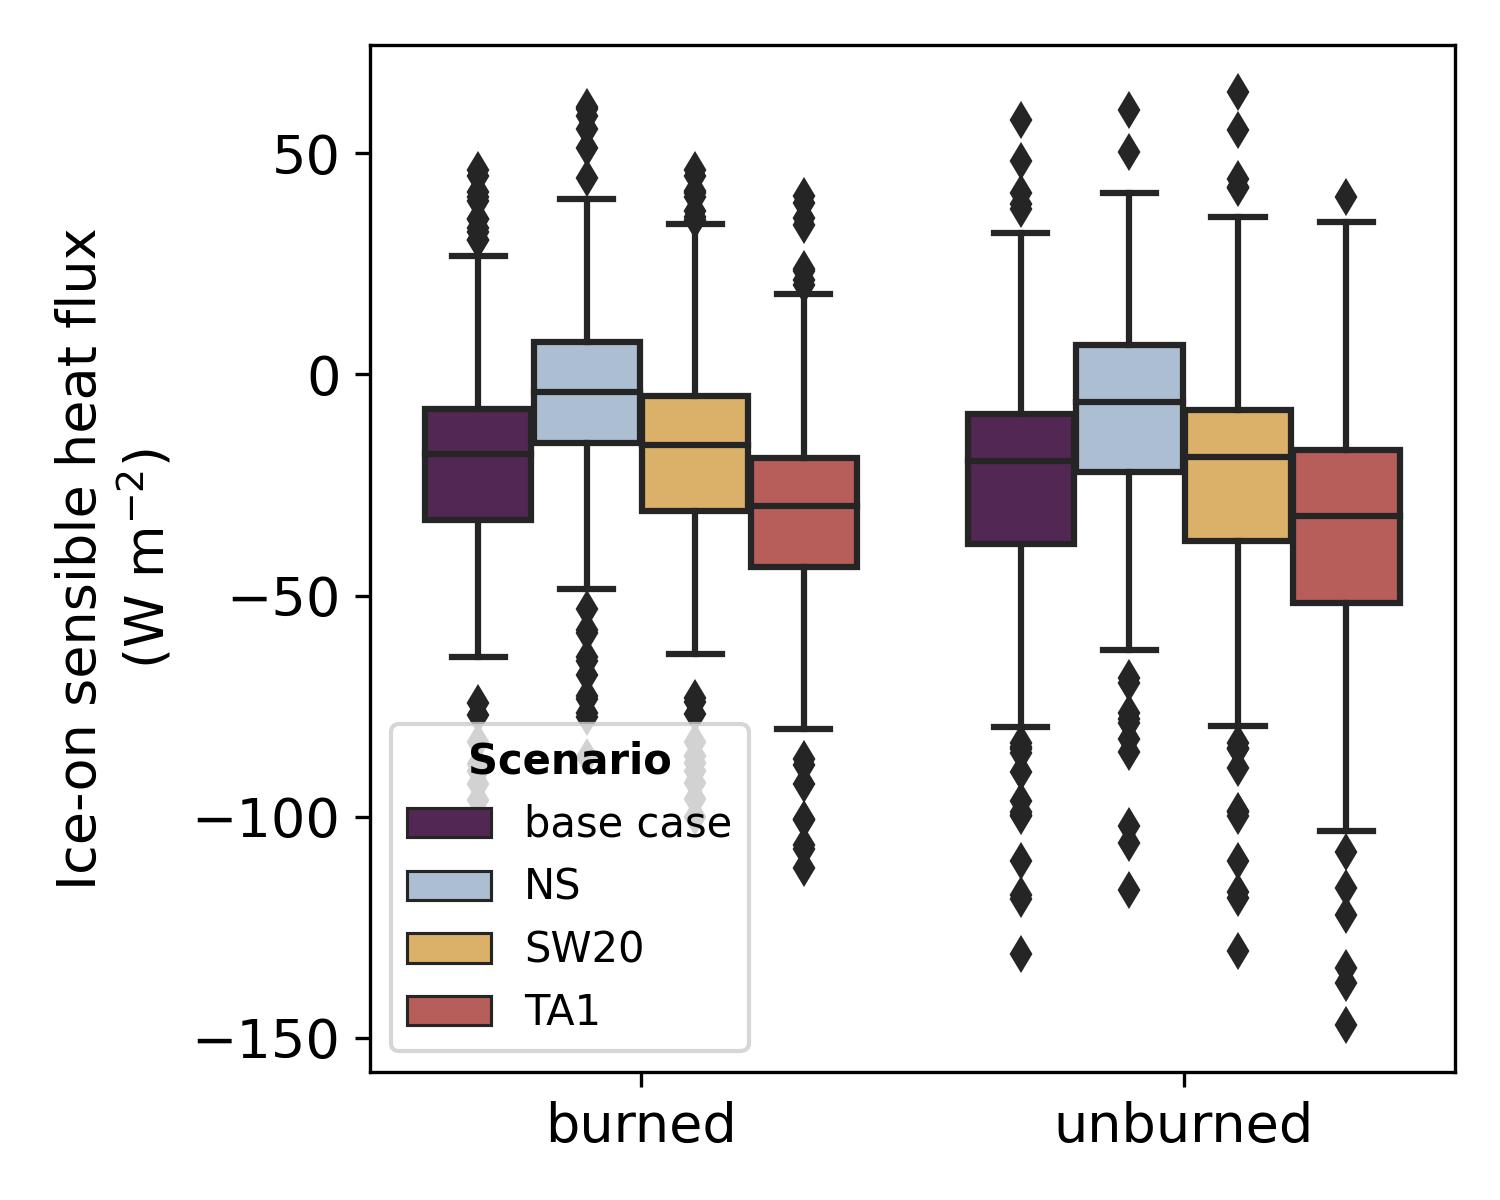 Ice-on sensible heat flux
(W m⁻²)
50
0
−50
−100
−150
Scenario
base case
NS
SW20
TA1
burned
unburned